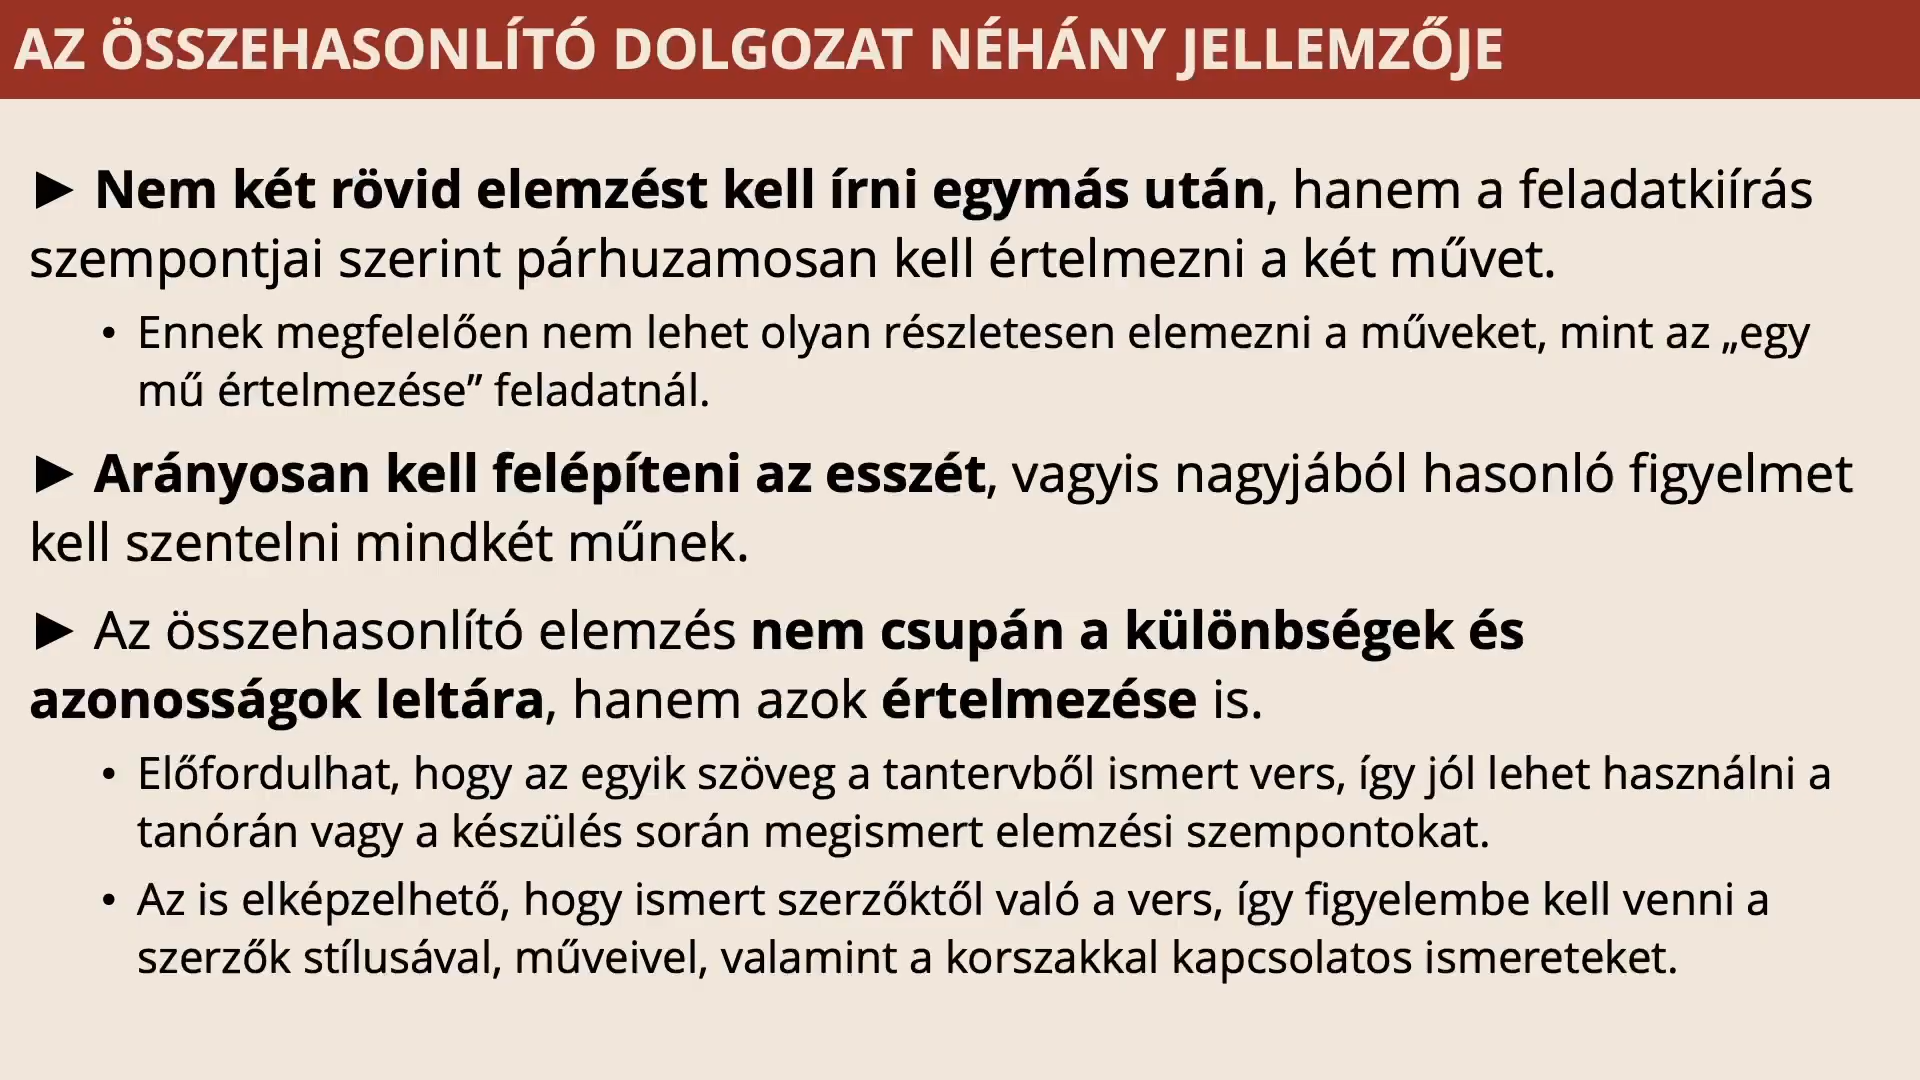 AZ ÖSSZEHASONLÍTÓ DOLGOZAT NÉHÁNY JELLEMZŐJE
► Nem két rövid elemzést kell írni egymás után, hanem a feladatkiírás
szempontjai szerint párhuzamosan kell értelmezni a két művet.
• Ennek megfelelően nem lehet olyan részletesen elemezni a műveket, mint az „egy
mű értelmezése” feladatnál.
► Arányosan kell felépíteni az esszét, vagyis nagyjából hasonló figyelmet
kell szentelni mindkét műnek.
► Az összehasonlító elemzés nem csupán a különbségek és
azonosságok leltára, hanem azok értelmezése is.
• Előfordulhat, hogy az egyik szöveg a tantervből ismert vers, így jól lehet használni a
tanórán vagy a készülés során megismert elemzési szempontokat.
• Az is elképzelhető, hogy ismert szerzőktől való a vers, így figyelembe kell venni a
szerzők stílusával, műveivel, valamint a korszakkal kapcsolatos ismereteket.